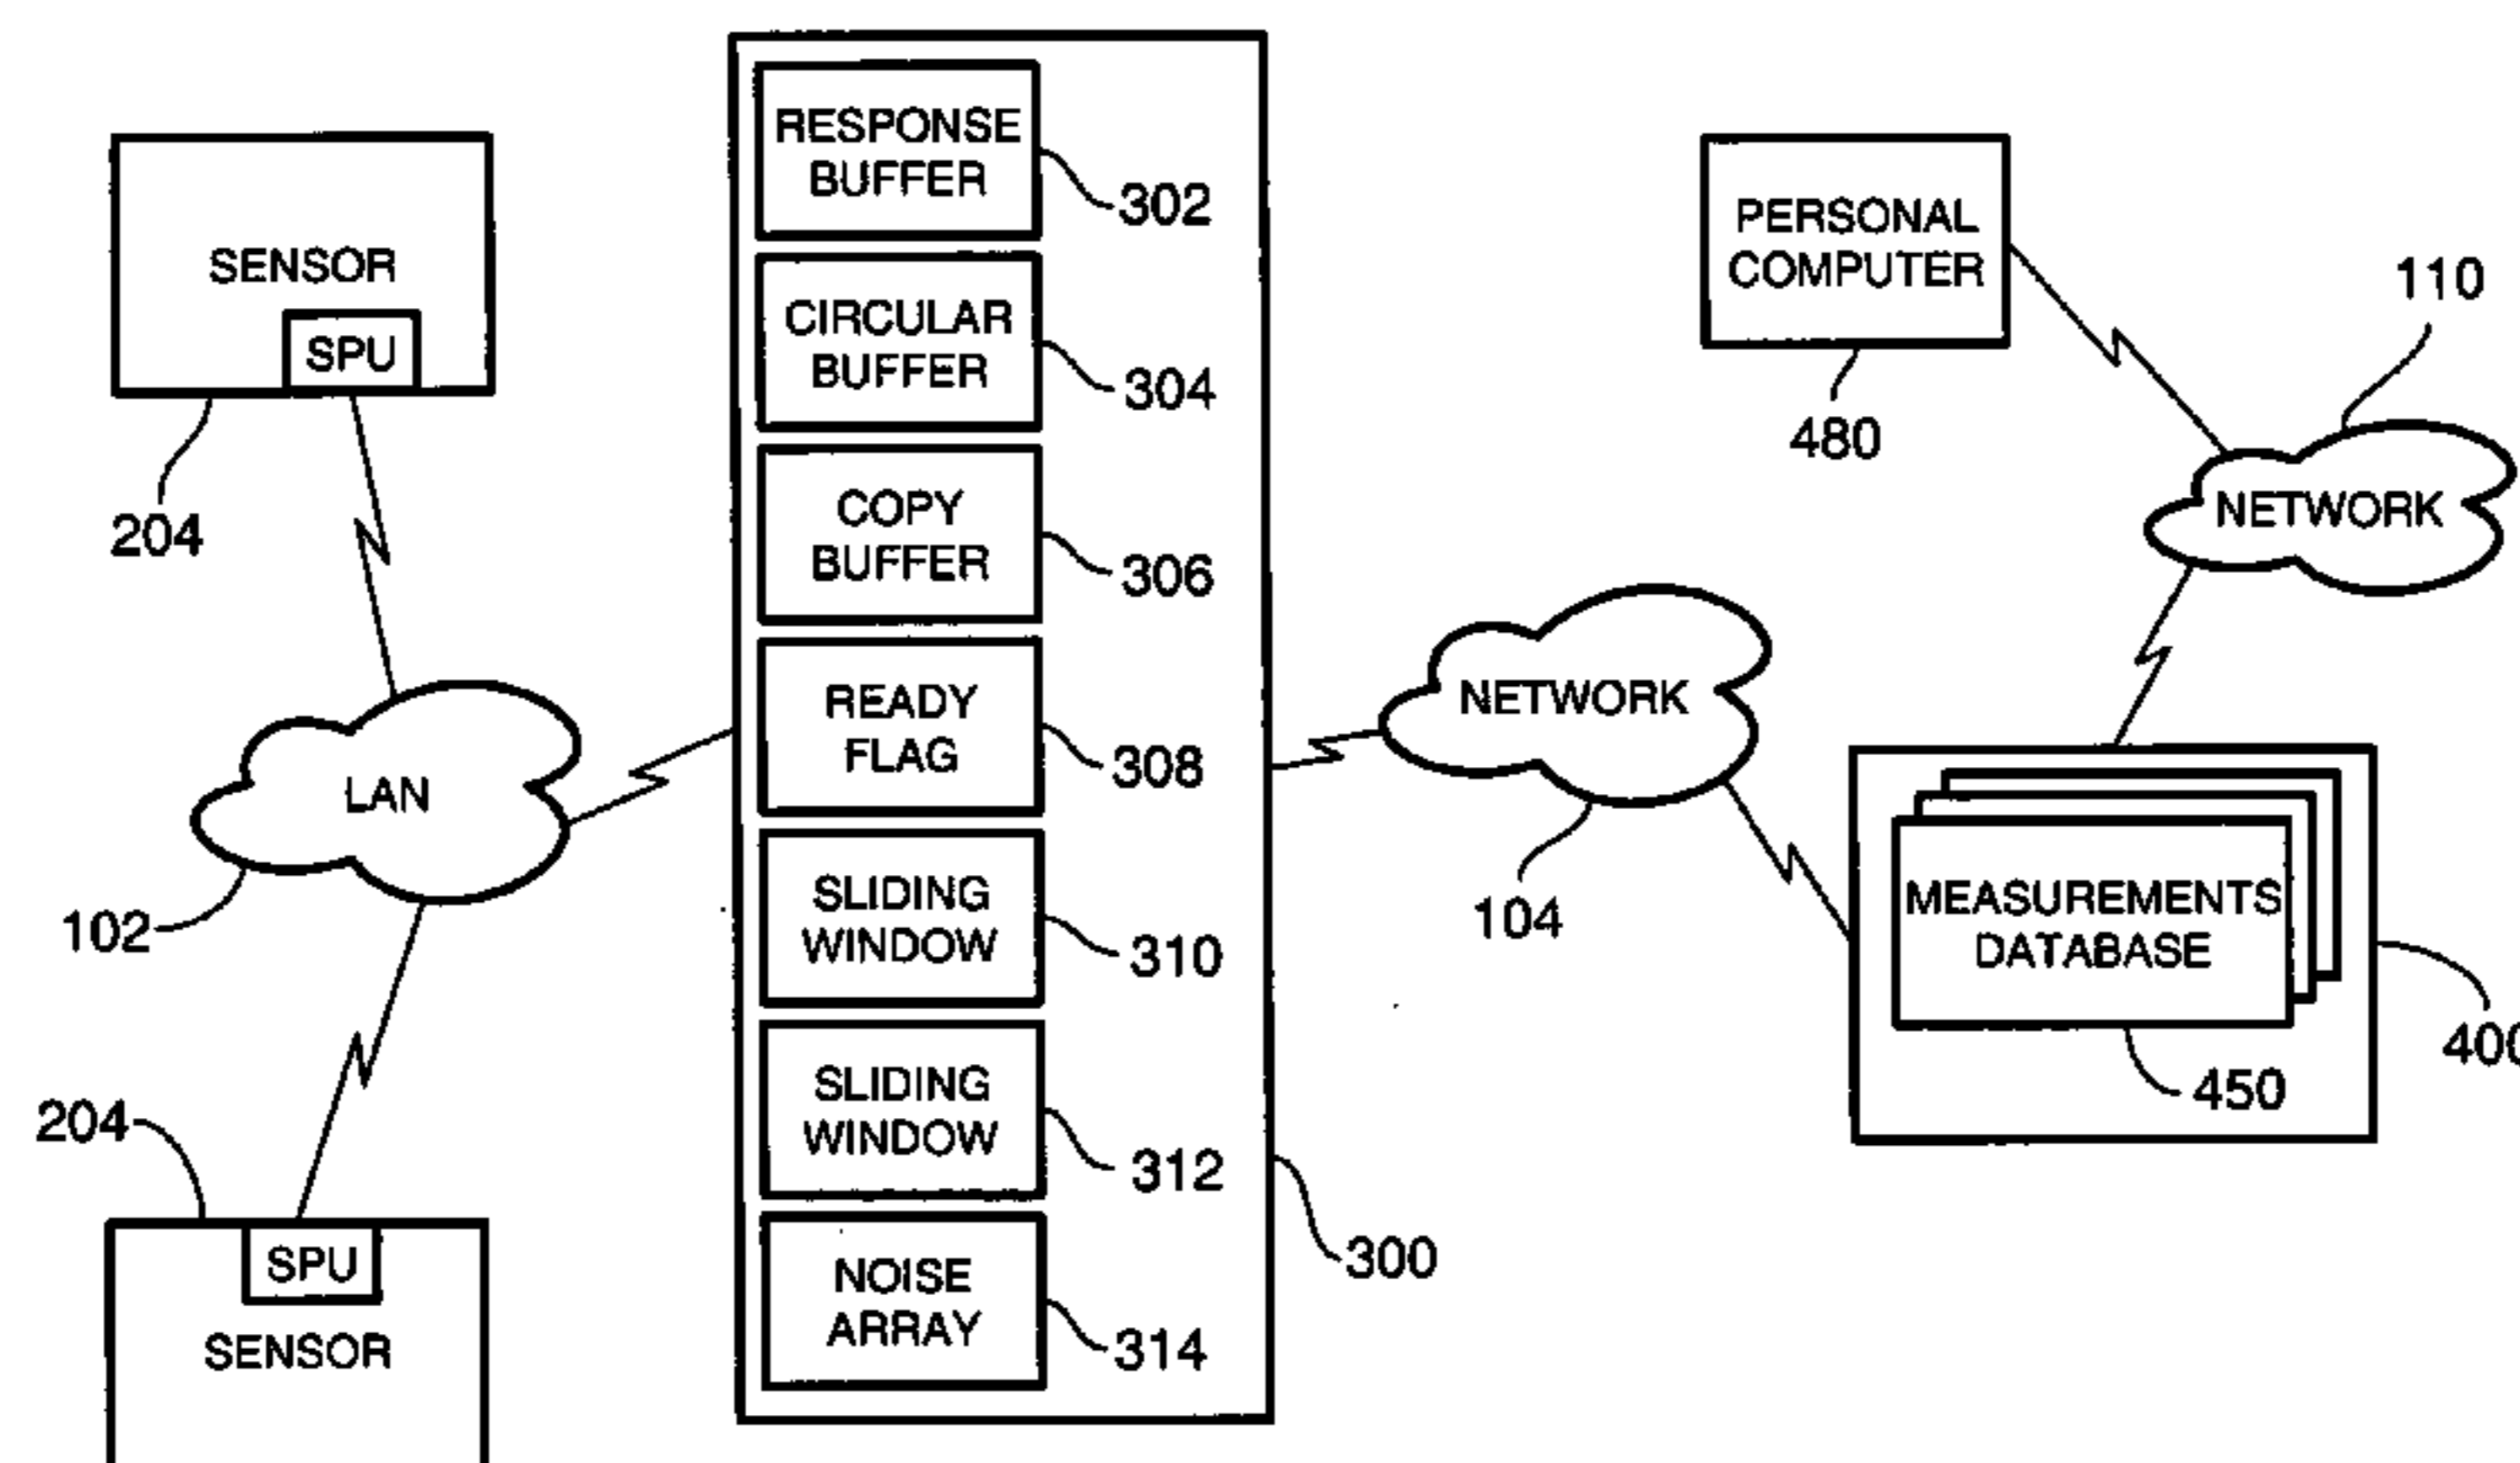 SENSOR
SPU
204
LAN
102
204
SPU
SENSOR
RESPONSE
BUFFER
302
CIRCULAR
BUFFER
304
COPY
BUFFER
306
READY
FLAG
308
SLIDING
WINDOW
310
SLIDING
WINDOW
312
NOISE
ARRAY
314
300
NETWORK
104
PERSONAL
COMPUTER
480
110
NETWORK
MEASUREMENTS
DATABASE
450
400